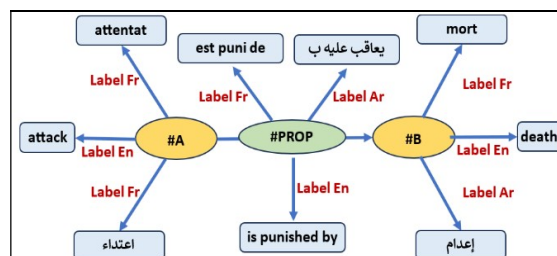 attentat
est puni de
يعاقب عليه ب
mort
Label Fr
Label Fr
Label Ar
Label Fr
attack
Label En
#A
#PROP
#B
Label En
death
Label Fr
Label En
Label Ar
اعتداء
is punished by
إعدام